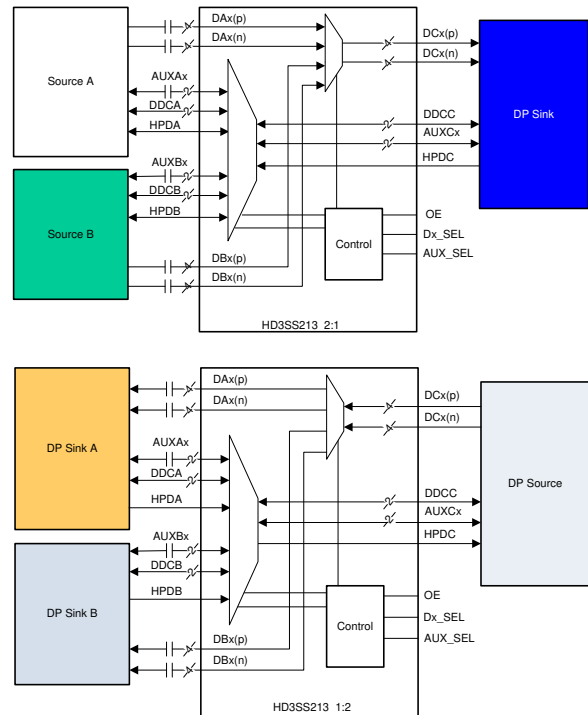 DAx(p)
DAx(n)
Source A
AUXAx
DDCA
HPDA
DCx(p)
DCx(n)
DP Sink
DDCC
AUXCx
HPDC
Source B
AUXBx
DDCB
HPDB
DBx(p)
DBx(n)
Control
OE
Dx_SEL
AUX_SEL
HD3SS213 2:1
DAx(p)
DAx(n)
DP Sink A
AUXAx
DDCA
HPDA
DCx(p)
DCx(n)
DP Source
DDCC
AUXCx
HPDC
DP Sink B
AUXBx
DDCB
HPDB
DBx(p)
DBx(n)
Control
OE
Dx_SEL
AUX_SEL
HD3SS213 1:2